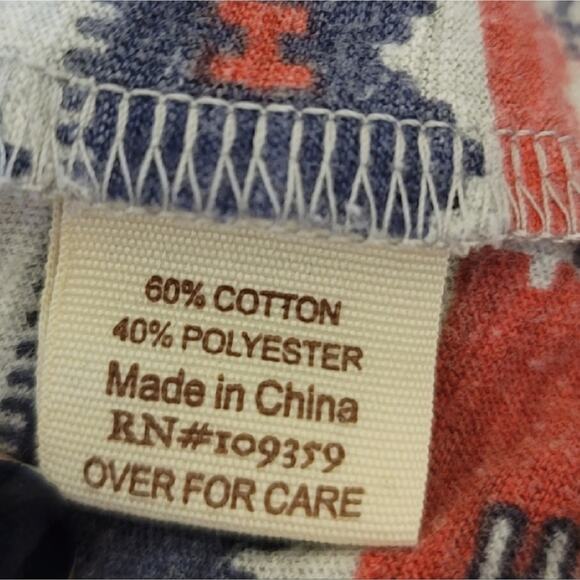 60% COTTON
40% POLYESTER
Made in China
RN#109359
OVER FOR CARE